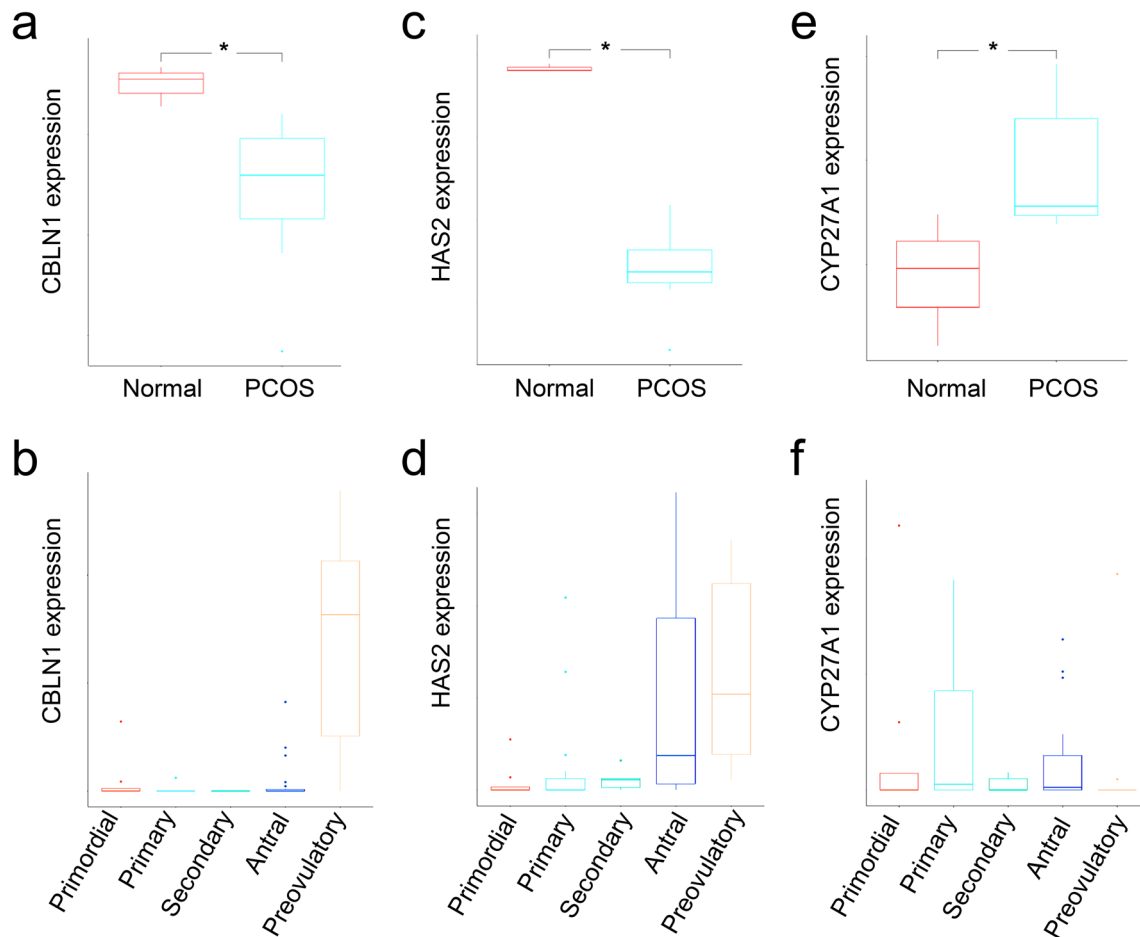 a
*
CBLN1 expression
Normal
PCOS
c
*
HAS2 expression
Normal
PCOS
e
*
CYP27A1 expression
Normal
PCOS
b
CBLN1 expression
Primordial
Primary
Secondary
Antral
Preovulatory
d
HAS2 expression
Primordial
Primary
Secondary
Antral
Preovulatory
f
CYP27A1 expression
Primordial
Primary
Secondary
Antral
Preovulatory